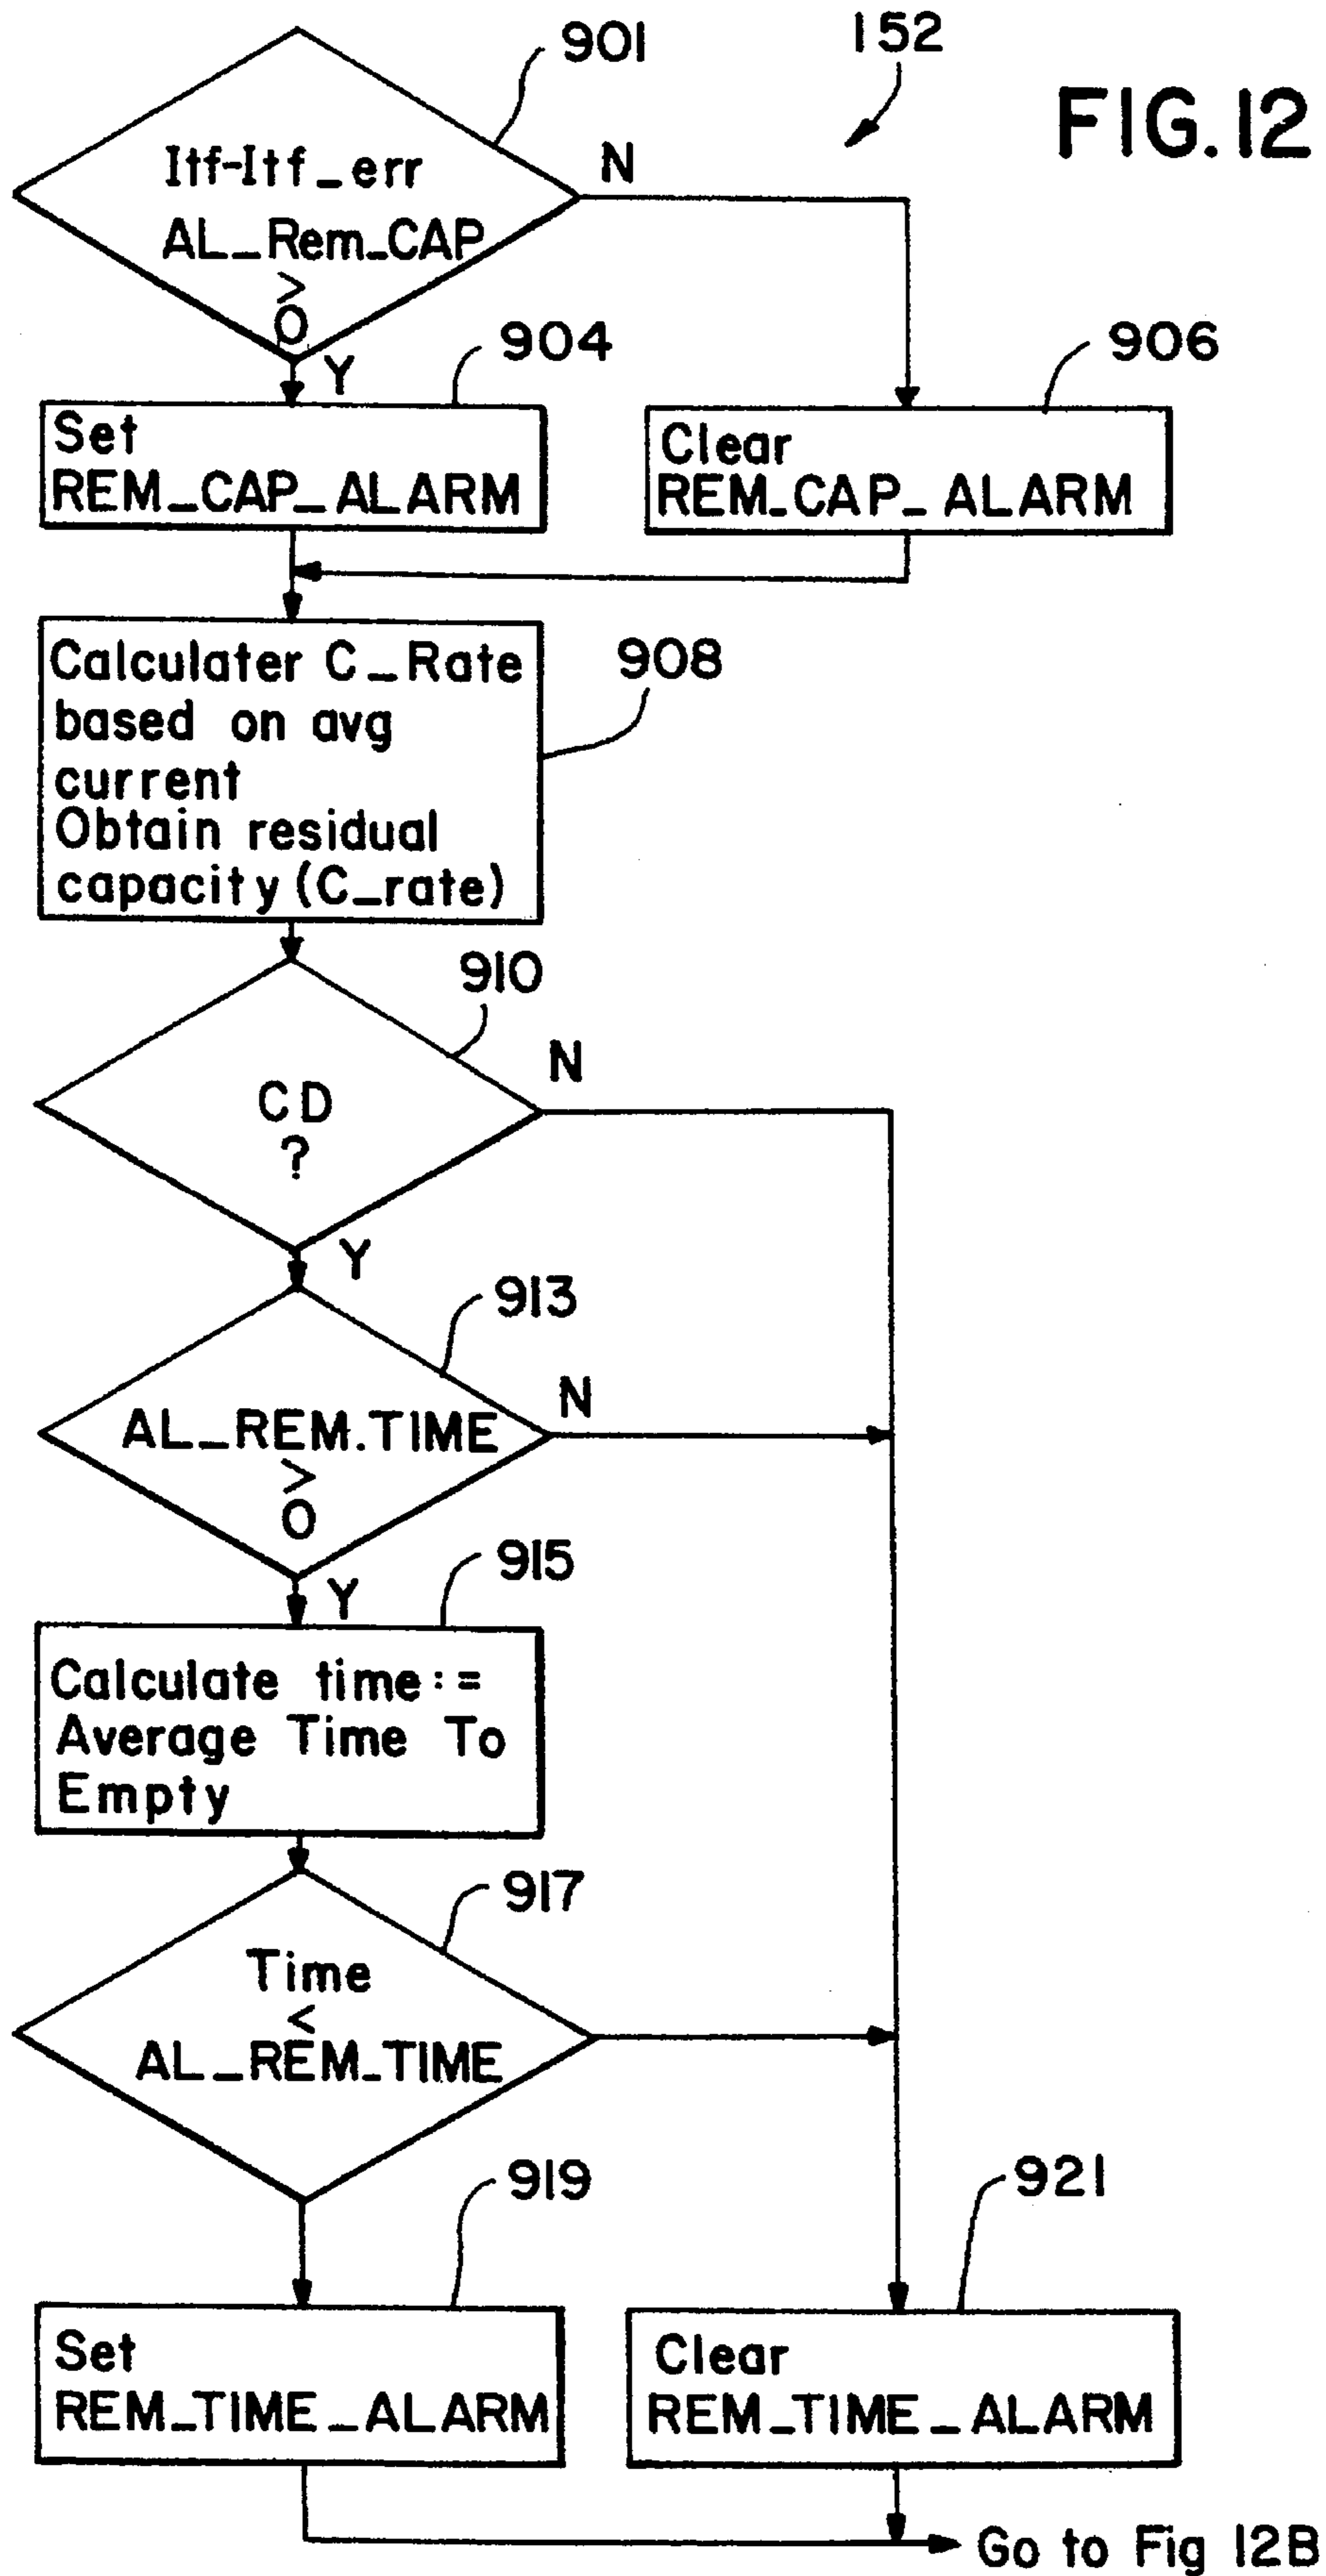 901
152
FIG. 12
Itf-Itf_err
AL_Rem_CAP
>
0
N
Y
904
906
Set
REM_CAP_ALARM
Clear
REM_CAP_ALARM
Calculater C_Rate
based on avg
current
Obtain residual
capacity (C_rate)
908
910
CD
?
N
Y
913
AL_REM.TIME
>
0
N
Y
915
Calculate time:=
Average Time To
Empty
917
Time
<
AL_REM_TIME
919
921
Set
REM_TIME_ALARM
Clear
REM_TIME_ALARM
Go to Fig 12B